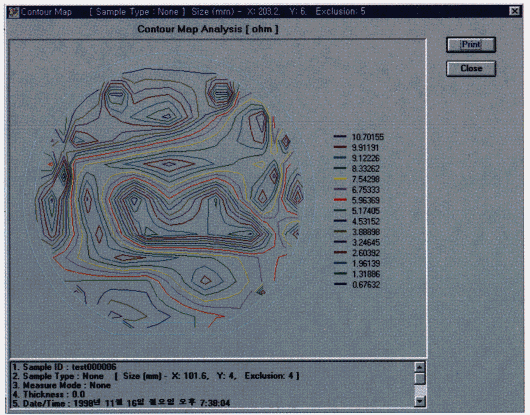 Contour Map [ Sample Type : None ] Size (mm) - X: 203.2, Y: 6, Exclusion: 5
Contour Map Analysis [ ohm ]
Print
Close
10.70155
9.91191
9.12226
8.33262
7.54298
6.75333
5.96369
5.17405
4.53152
3.88898
3.24645
2.60392
1.96139
1.31886
0.67632
1. Sample ID : test000006
2. Sample Type : None [ Size (mm) - X: 101.6, Y: 4, Exclusion: 4 ]
3. Measure Mode : None
4. Thickness : 0.0
5. Date/Time : 1998년 11월 16일 월요일 오후 7:38:04